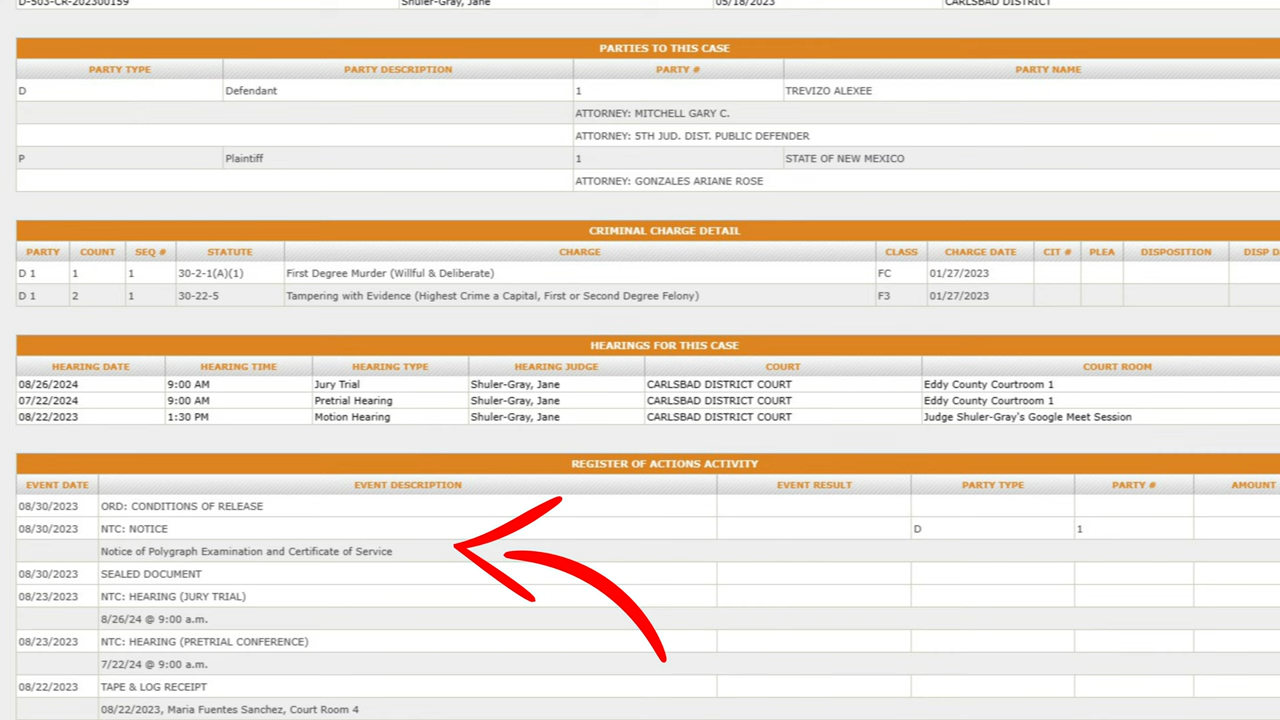 D-503-CR-202300159 Shuler-Gray, Jane 05/18/2023 CARLSBAD DISTRICT
PARTIES TO THIS CASE
PARTY TYPE PARTY DESCRIPTION PARTY # PARTY NAME
D Defendant 1 TREVIZO ALEXEE
ATTORNEY: MITCHELL GARY C.
ATTORNEY: 5TH JUD. DIST. PUBLIC DEFENDER
P Plaintiff 1 STATE OF NEW MEXICO
ATTORNEY: GONZALES ARIANE ROSE
CRIMINAL CHARGE DETAIL
PARTY COUNT SEQ # STATUTE CHARGE CLASS CHARGE DATE CIT # PLEA DISPOSITION DISP D
D 1 1 1 30-2-1(A)(1) First Degree Murder (Willful & Deliberate) FC 01/27/2023
D 1 2 1 30-22-5 Tampering with Evidence (Highest Crime a Capital, First or Second Degree Felony) F3 01/27/2023
HEARINGS FOR THIS CASE
HEARING DATE HEARING TIME HEARING TYPE HEARING JUDGE COURT COURT ROOM
08/26/2024 9:00 AM Jury Trial Shuler-Gray, Jane CARLSBAD DISTRICT COURT Eddy County Courtroom 1
07/22/2024 9:00 AM Pretrial Hearing Shuler-Gray, Jane CARLSBAD DISTRICT COURT Eddy County Courtroom 1
08/22/2023 1:30 PM Motion Hearing Shuler-Gray, Jane CARLSBAD DISTRICT COURT Judge Shuler-Gray's Google Meet Session
REGISTER OF ACTIONS ACTIVITY
EVENT DATE EVENT DESCRIPTION EVENT RESULT PARTY TYPE PARTY # AMOUNT
08/30/2023 ORD: CONDITIONS OF RELEASE
08/30/2023 NTC: NOTICE D 1
Notice of Polygraph Examination and Certificate of Service
08/30/2023 SEALED DOCUMENT
08/23/2023 NTC: HEARING (JURY TRIAL)
8/26/24 @ 9:00 a.m.
08/23/2023 NTC: HEARING (PRETRIAL CONFERENCE)
7/22/24 @ 9:00 a.m.
08/22/2023 TAPE & LOG RECEIPT
08/22/2023, Maria Fuentes Sanchez, Court Room 4